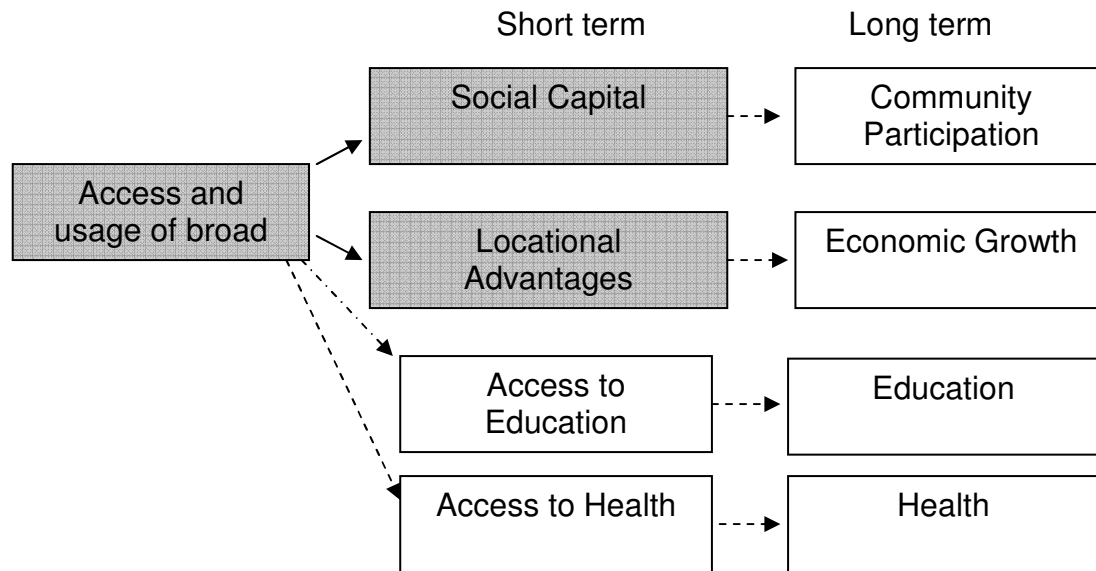 Short term
Long term
Social Capital
Community
Participation
Access and
usage of broad
Locational
Advantages
Economic Growth
Access to
Education
Education
Access to Health
Health